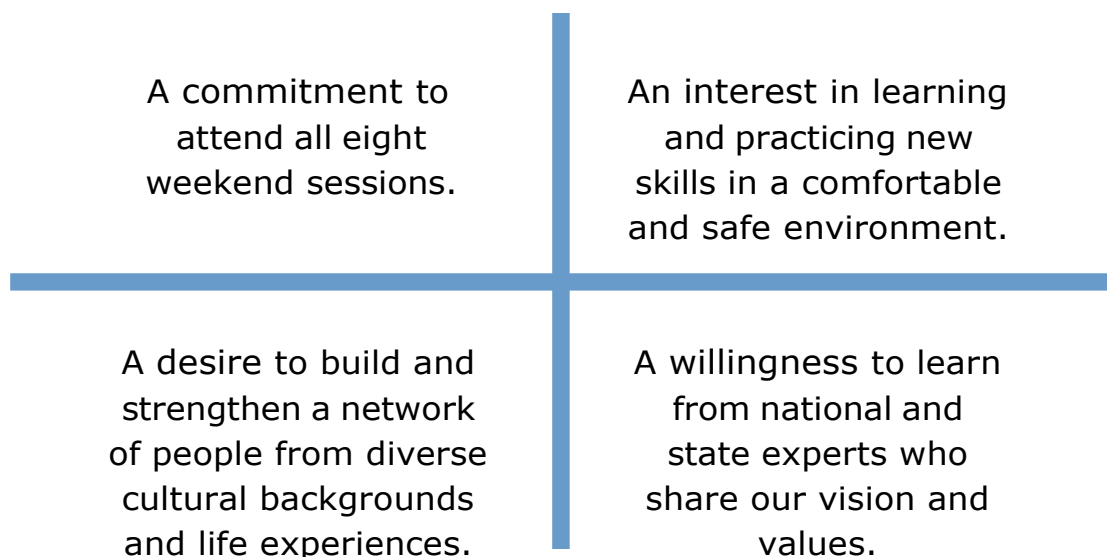 A commitment to
attend all eight
weekend sessions.
An interest in learning
and practicing new
skills in a comfortable
and safe environment.
A desire to build and
strengthen a network
of people from diverse
cultural backgrounds
and life experiences.
A willingness to learn
from national and
state experts who
share our vision and
values.